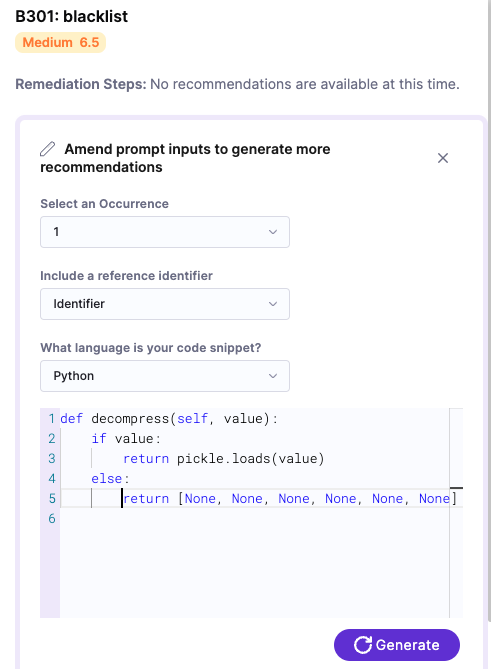 B301: blacklist
Medium 6.5
Remediation Steps: No recommendations are available at this time.
Amend prompt inputs to generate more
recommendations
Select an Occurrence
1
Include a reference identifier
Identifier
What language is your code snippet?
Python
1 def decompress(self, value):
2     if value:
3         return pickle.loads(value)
4     else:
5         return [None, None, None, None, None, None]
6
Generate